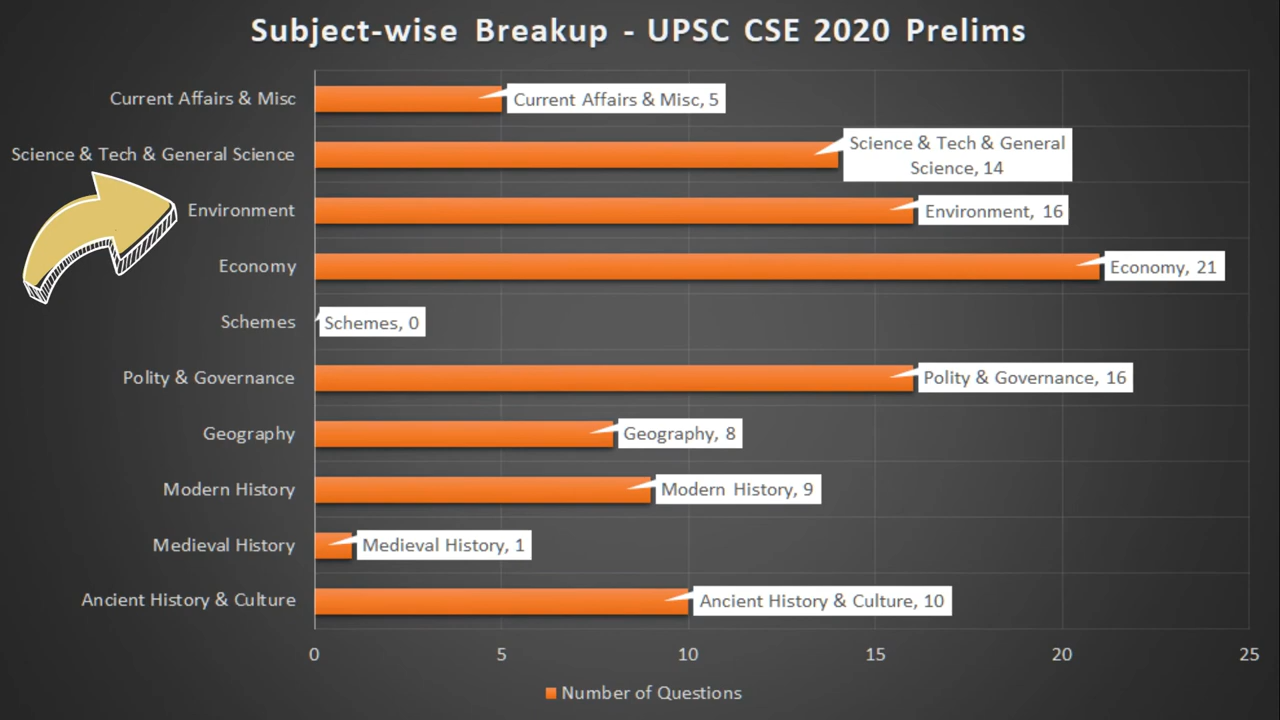 Subject-wise Breakup - UPSC CSE 2020 Prelims
Current Affairs & Misc
Current Affairs & Misc, 5
Science & Tech & General Science
Science & Tech & General
Science, 14
Environment
Environment, 16
Economy
Economy, 21
Schemes
Schemes, 0
Polity & Governance
Polity & Governance, 16
Geography
Geography, 8
Modern History
Modern History, 9
Medieval History
Medieval History, 1
Ancient History & Culture
Ancient History & Culture, 10
0 5 10 15 20 25
Number of Questions